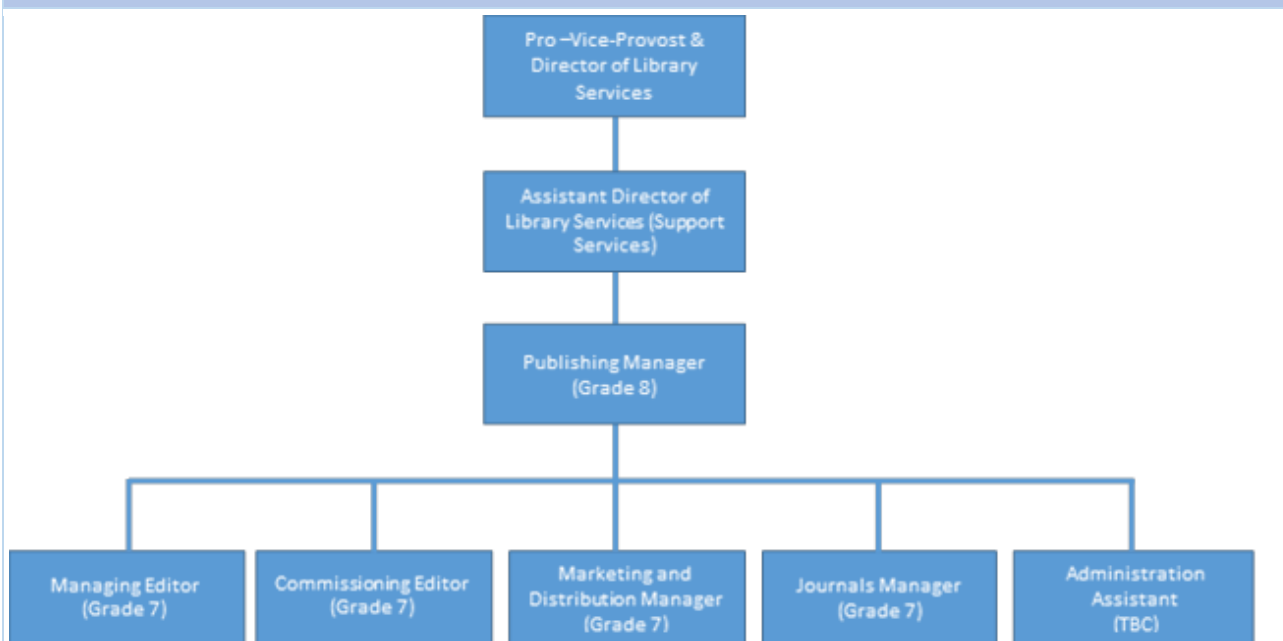 Pro –Vice-Provost &
Director of Library
Services
Assistant Director of
Library Services (Support
Services)
Publishing Manager
(Grade 8)
Managing Editor
(Grade 7)
Commissioning Editor
(Grade 7)
Marketing and
Distribution Manager
(Grade 7)
Journals Manager
(Grade 7)
Administration
Assistant
(TBC)